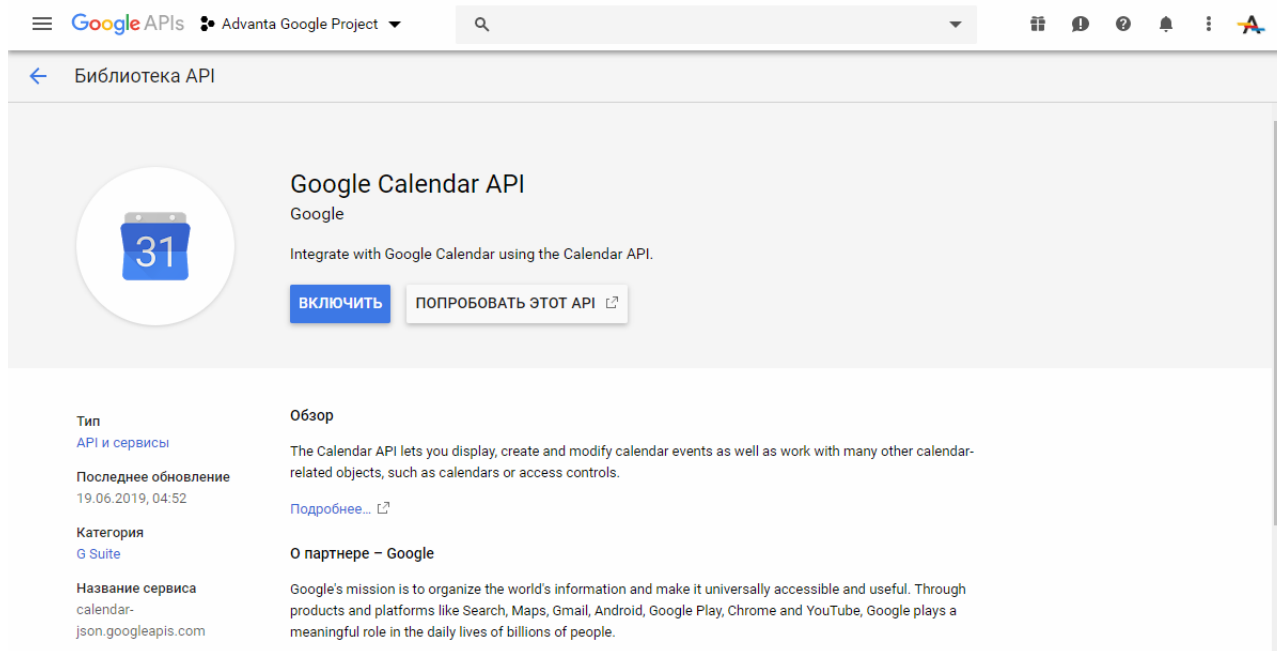 Google APIs Advanta Google Project
Библиотека API
31
Google Calendar API
Google
Integrate with Google Calendar using the Calendar API.
ВКЛЮЧИТЬ ПОПРОБОВАТЬ ЭТОТ API
Тип
API и сервисы
Последнее обновление
19.06.2019, 04:52
Категория
G Suite
Название сервиса
calendar-
json.googleapis.com
Обзор
The Calendar API lets you display, create and modify calendar events as well as work with many other calendar-
related objects, such as calendars or access controls.
Подробнее...
О партнере – Google
Google's mission is to organize the world's information and make it universally accessible and useful. Through
products and platforms like Search, Maps, Gmail, Android, Google Play, Chrome and YouTube, Google plays a
meaningful role in the daily lives of billions of people.